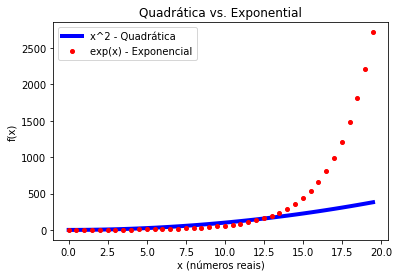 Quadrática vs. Exponential
x^2 - Quadrática
exp(x) - Exponencial
f(x)
2500
2000
1500
1000
500
0
0.0 2.5 5.0 7.5 10.0 12.5 15.0 17.5 20.0
x (números reais)